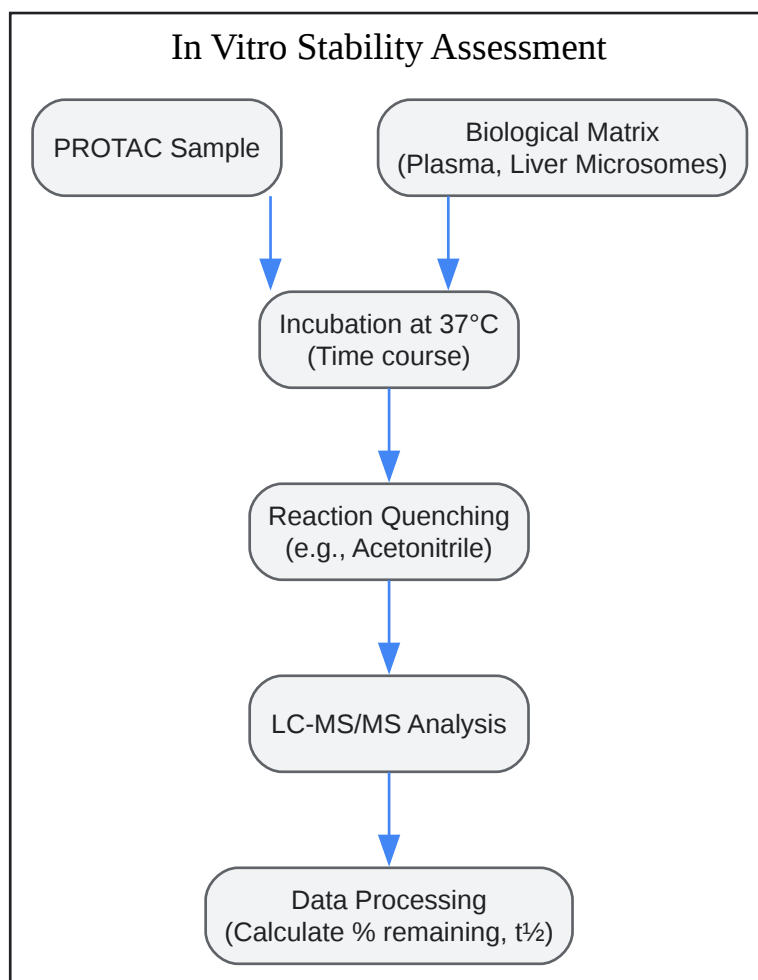 In Vitro Stability Assessment
PROTAC Sample
Biological Matrix
(Plasma, Liver Microsomes)
Incubation at 37°C
(Time course)
Reaction Quenching
(e.g., Acetonitrile)
LC-MS/MS Analysis
Data Processing
(Calculate % remaining, t½)